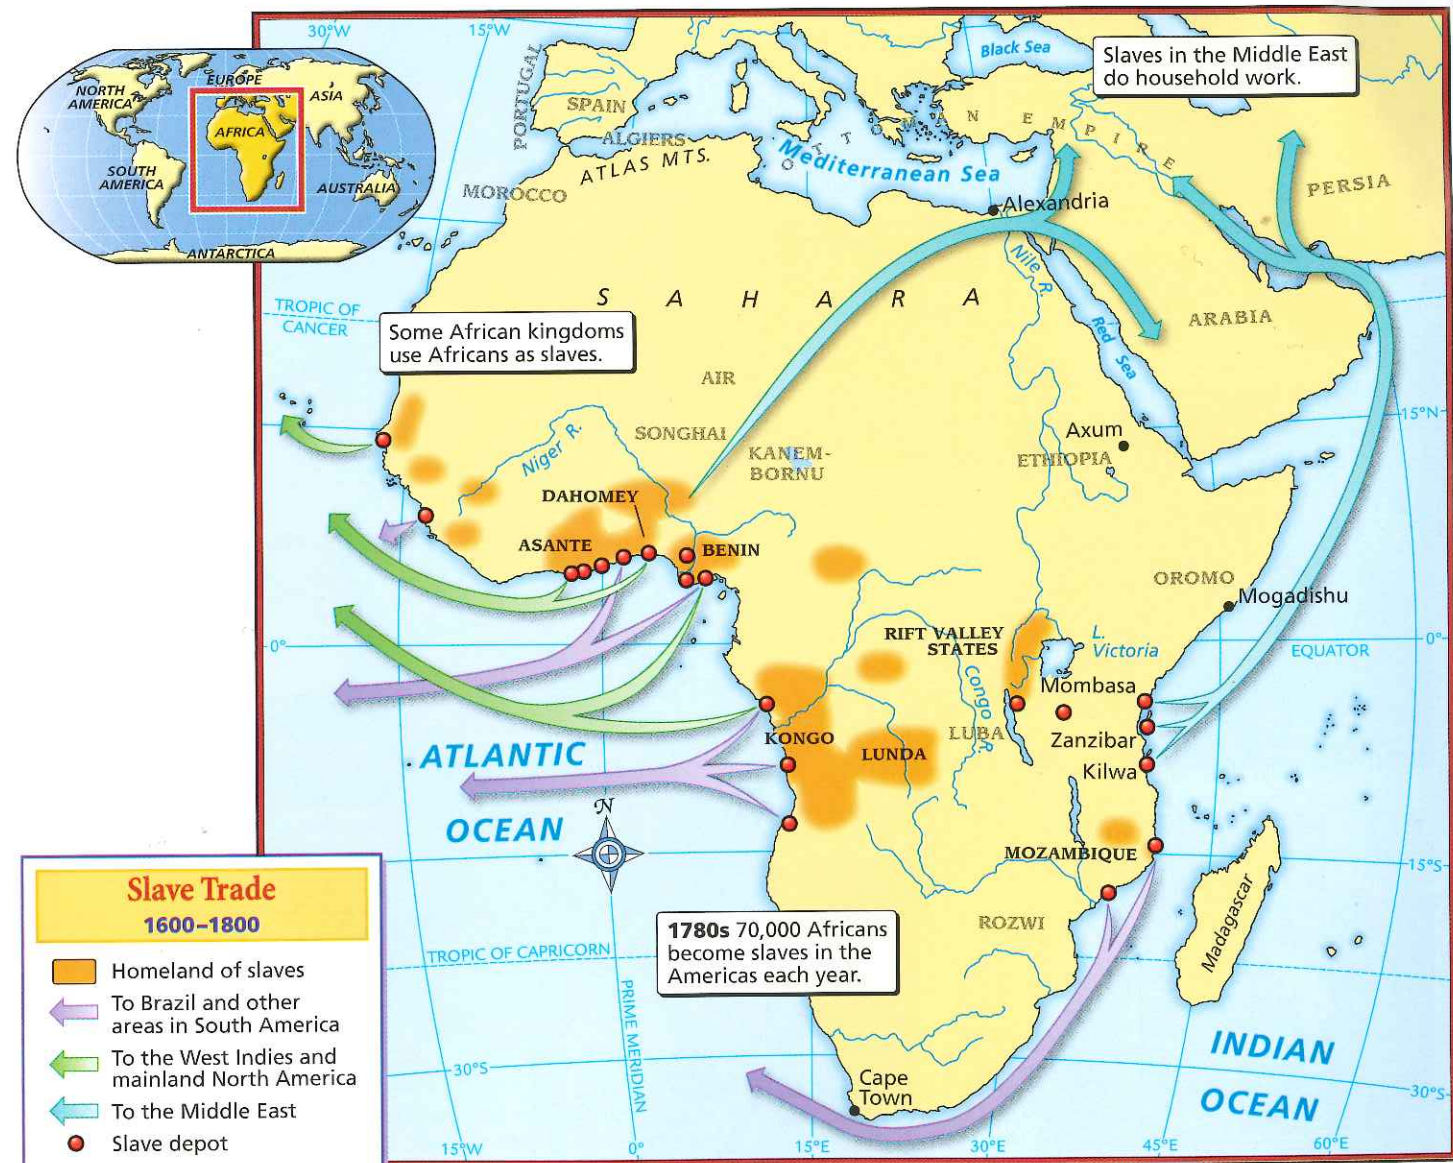 30°W
15°W
NORTH
AMERICA
EUROPE
ASIA
AFRICA
SOUTH
AMERICA
AUSTRALIA
ANTARCTICA
Black Sea
Slaves in the Middle East
do household work.
PORTUGAL
SPAIN
ALGIERS
ATLAS MTS.
MOROCCO
OTTOMAN EMPIRE
Mediterranean Sea
PERSIA
Alexandria
Nile R.
TROPIC OF
CANCER
SAHARA
Some African kingdoms
use Africans as slaves.
Red Sea
ARABIA
AIR
15°N
SONGHAI
Niger R.
KANEM-
BORNU
Axum
ETHIOPIA
DAHOMEY
ASANTE
BENIN
OROMO
Mogadishu
RIFT VALLEY
STATES
L.
Victoria
0°
0°
EQUATOR
Congo R.
Mombasa
KONGO
LUNDA
LUBA
Zanzibar
Kilwa
ATLANTIC
OCEAN
N
MOZAMBIQUE
15°S
Madagascar
1780s 70,000 Africans
become slaves in the
Americas each year.
ROZWI
TROPIC OF CAPRICORN
PRIME MERIDIAN
INDIAN
OCEAN
30°S
30°S
Cape
Town
15°W
0°
15°E
30°E
45°E
60°E
Slave Trade
1600–1800
Homeland of slaves
To Brazil and other
areas in South America
To the West Indies and
mainland North America
To the Middle East
Slave depot